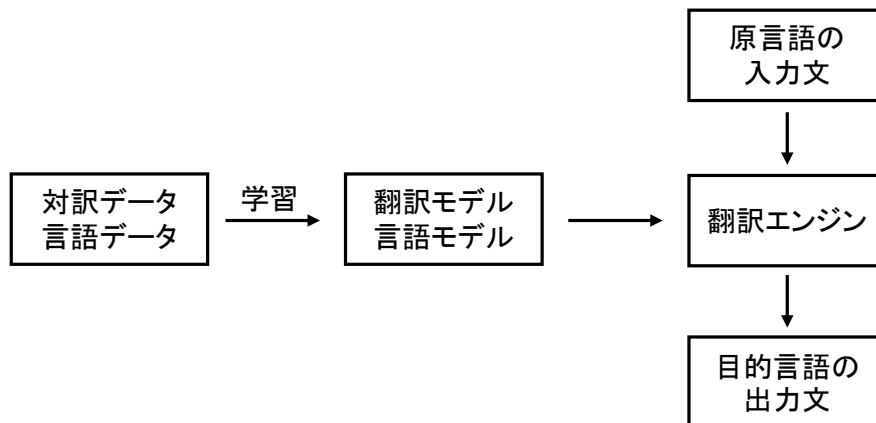 原言語の
入力文
対訳データ
言語データ
学習
翻訳モデル
言語モデル
翻訳エンジン
目的言語の
出力文